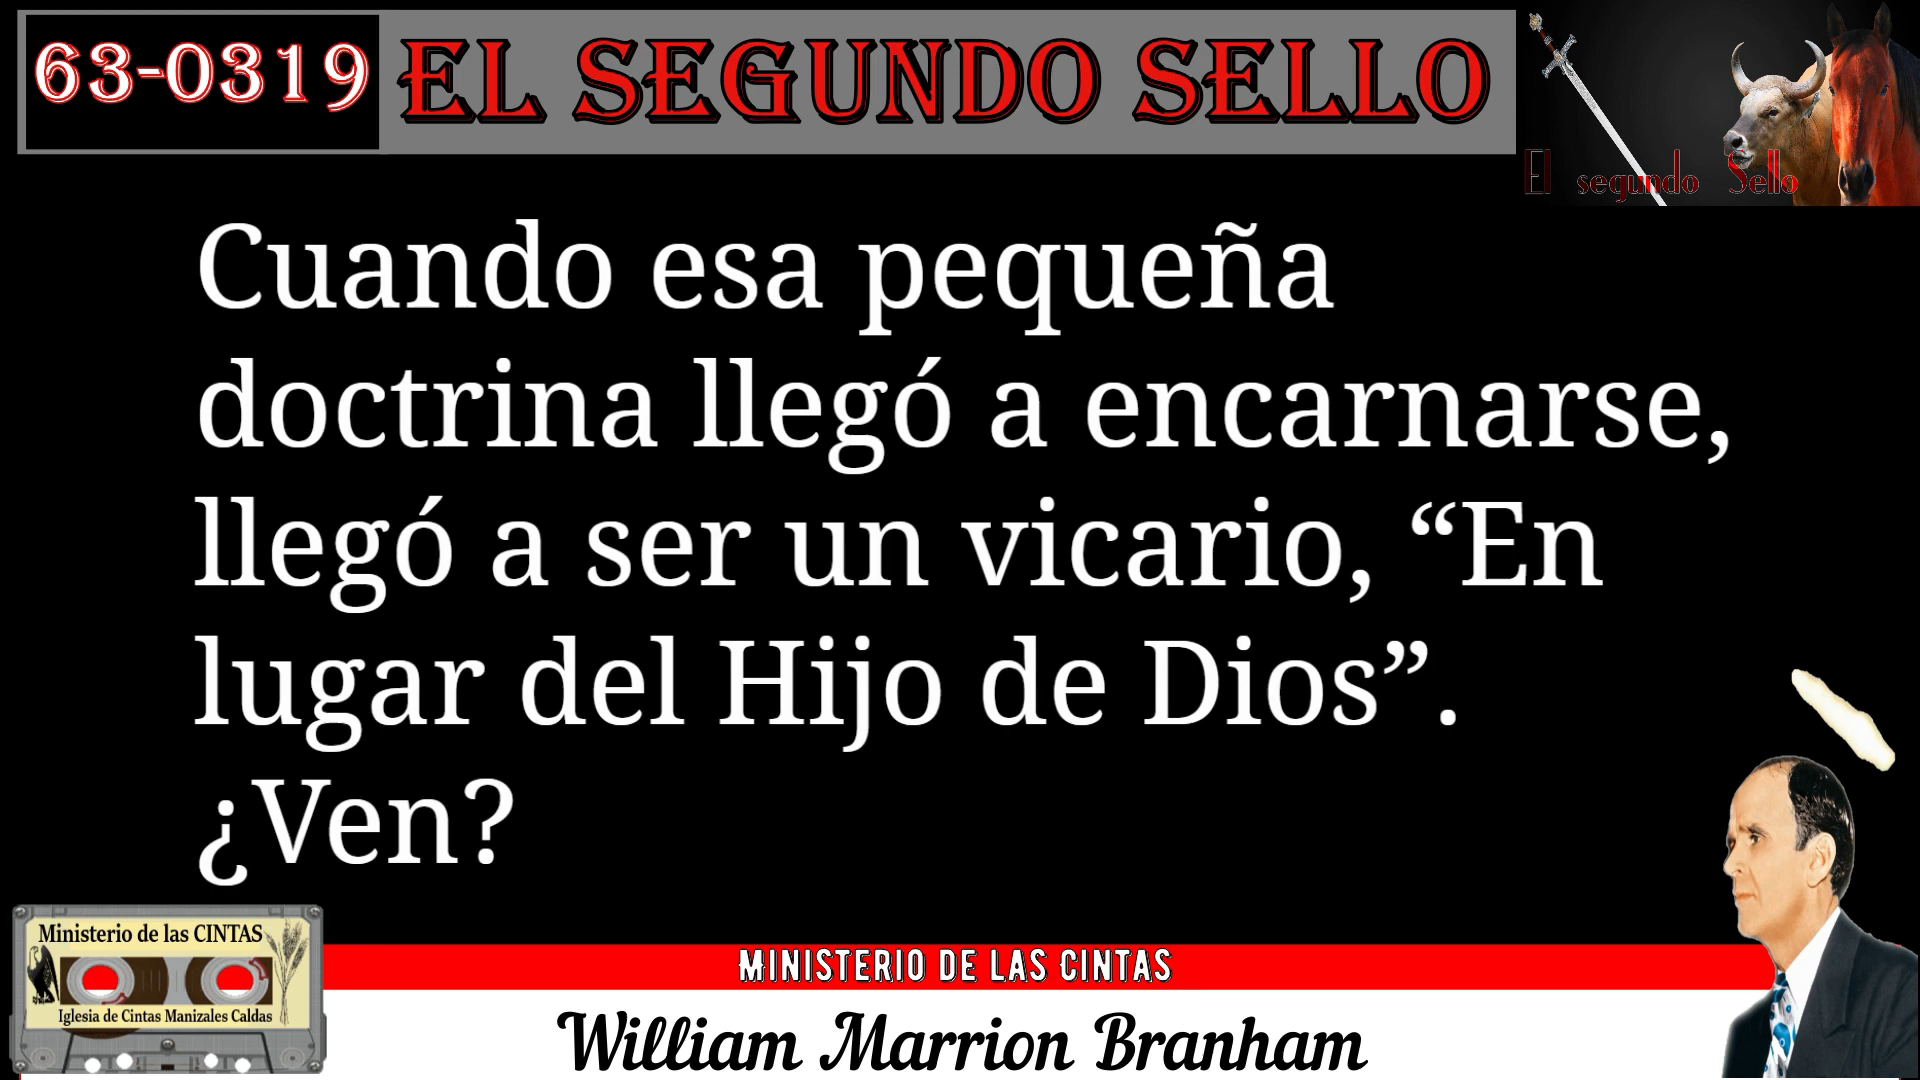 63-0319 EL SEGUNDO SELLO
El segundo Sello
Cuando esa pequeña
doctrina llegó a encarnarse,
llegó a ser un vicario, “En
lugar del Hijo de Dios”.
¿Ven?
Ministerio de las CINTAS
Iglesia de Cintas Manizales Caldas
MINISTERIO DE LAS CINTAS
William Marrion Branham